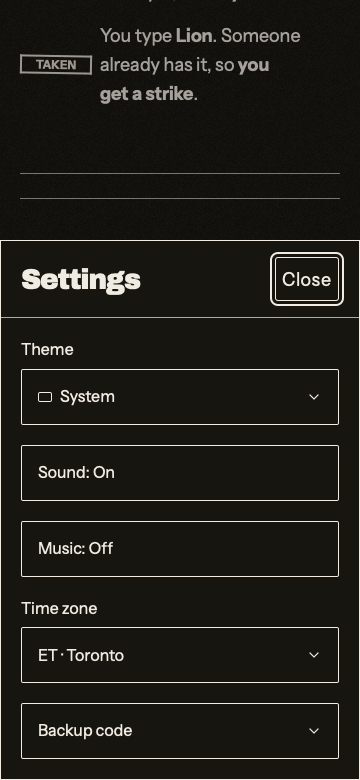 You type Lion. Someone
TAKEN already has it, so you
get a strike.
Settings
Close
Theme
System
Sound: On
Music: Off
Time zone
ET · Toronto
Backup code